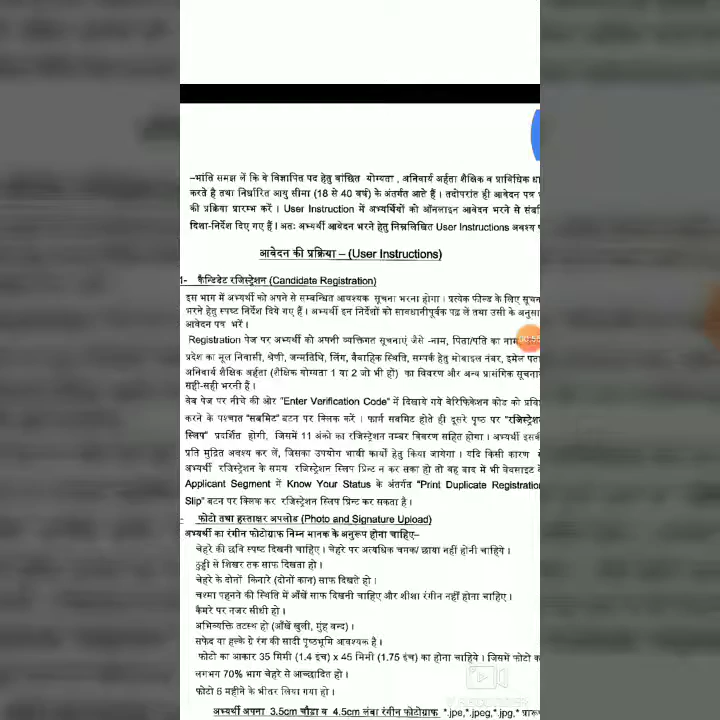 –भांति समझ लें कि वे विज्ञापित पद हेतु वांछित योग्यता , अनिवार्य अर्हता शैक्षिक व प्राविधिक
करते है तथा निर्धारित आयु सीमा (18 से 40 वर्ष) के अंतर्गत आते हैं । तदोपरांत ही आवेदन पत्र
की प्रक्रिया प्रारम्भ करें । User Instruction में अभ्यर्थियों को ऑनलाइन आवेदन भरने से
दिशा-निर्देश दिए गए हैं । अतः अभ्यर्थी आवेदन भरने हेतु निम्नलिखित User Instructions अवश्य
आवेदन की प्रक्रिया – (User Instructions)
1- कैन्डिडेट रजिस्ट्रेशन (Candidate Registration)
इस भाग में अभ्यर्थी को अपने से सम्बन्धित आवश्यक सूचना भरना होगा । प्रत्येक फील्ड के लिए
भरने हेतु स्पष्ट निर्देश दिये गए हैं । अभ्यर्थी इन निर्देशों को सावधानीपूर्वक पढ़ लें तथा उसी के
आवेदन पत्र भरें ।
Registration पेज पर अभ्यर्थी को अपनी व्यक्तिगत सूचनाएं जैसे -नाम, पिता/पति का नाम
प्रदेश का मूल निवासी, श्रेणी, जन्मतिथि, लिंग, वैवाहिक स्थिति, सम्पर्क हेतु मोबाइल नंबर, इमेल
अनिवार्य शैक्षिक अर्हता (शैक्षिक योग्यता 1 या 2 जो भी हो) का विवरण और अन्य प्रासंगिक
सही-सही भरनी हैं ।
वेब पेज पर नीचे की ओर "Enter Verification Code" में दिखाये गये वेरिफिकेशन कोड को
करने के पश्चात "सबमिट" बटन पर क्लिक करें । फार्म सबमिट होते ही दूसरे पृष्ठ पर
स्लिप" प्रदर्शित होगी, जिसमें 11 अंको का रजिस्ट्रेशन नम्बर विवरण सहित होगा । अभ्यर्थी
प्रति मुद्रित अवश्य कर लें, जिसका उपयोग भावी कार्यो हेतु किया जायेगा । यदि किसी कारण
अभ्यर्थी रजिस्ट्रेशन के समय रजिस्ट्रेशन स्लिप प्रिन्ट न कर सका हो तो वह बाद में भी वेबसाइट
Applicant Segment में Know Your Status के अंतर्गत "Print Duplicate Registration
Slip" बटन पर क्लिक कर रजिस्ट्रेशन स्लिप प्रिन्ट कर सकता है ।
- फोटो तथा हस्ताक्षर अपलोड (Photo and Signature Upload)
अभ्यर्थी का रंगीन फोटोग्राफ निम्न मानक के अनुरूप होना चाहिए–
चेहरे की छवि स्पष्ट दिखनी चाहिए । चेहरे पर अत्यधिक चमक/ छाया नहीं होनी चाहिये ।
ठुड्डी से शिखर तक साफ दिखता हो ।
चेहरे के दोनों किनारे (दोनों कान) साफ दिखते हो ।
चश्मा पहनने की स्थिति में आँखें साफ दिखनी चाहिए और शीशा रंगीन नहीं होना चाहिए ।
कैमरे पर नजर सीधी हो ।
अभिव्यक्ति तटस्थ हो (आँखें खुली, मुंह बन्द) ।
सफेद या हल्के ग्रे रंग की सादी पृष्ठभूमि आवश्यक है ।
फोटो का आकार 35 मिमी (1.4 इंच) x 45 मिमी (1.75 इंच) का होना चाहिये । जिसमें फोटो
लगभग 70% भाग चेहरे से आच्छादित हो ।
फोटो 6 महीने के भीतर लिया गया हो ।
अभ्यर्थी अपना 3.5cm चौड़ा व 4.5cm लंबा रंगीन फोटोग्राफ *.jpe,*.jpeg,*.jpg,*